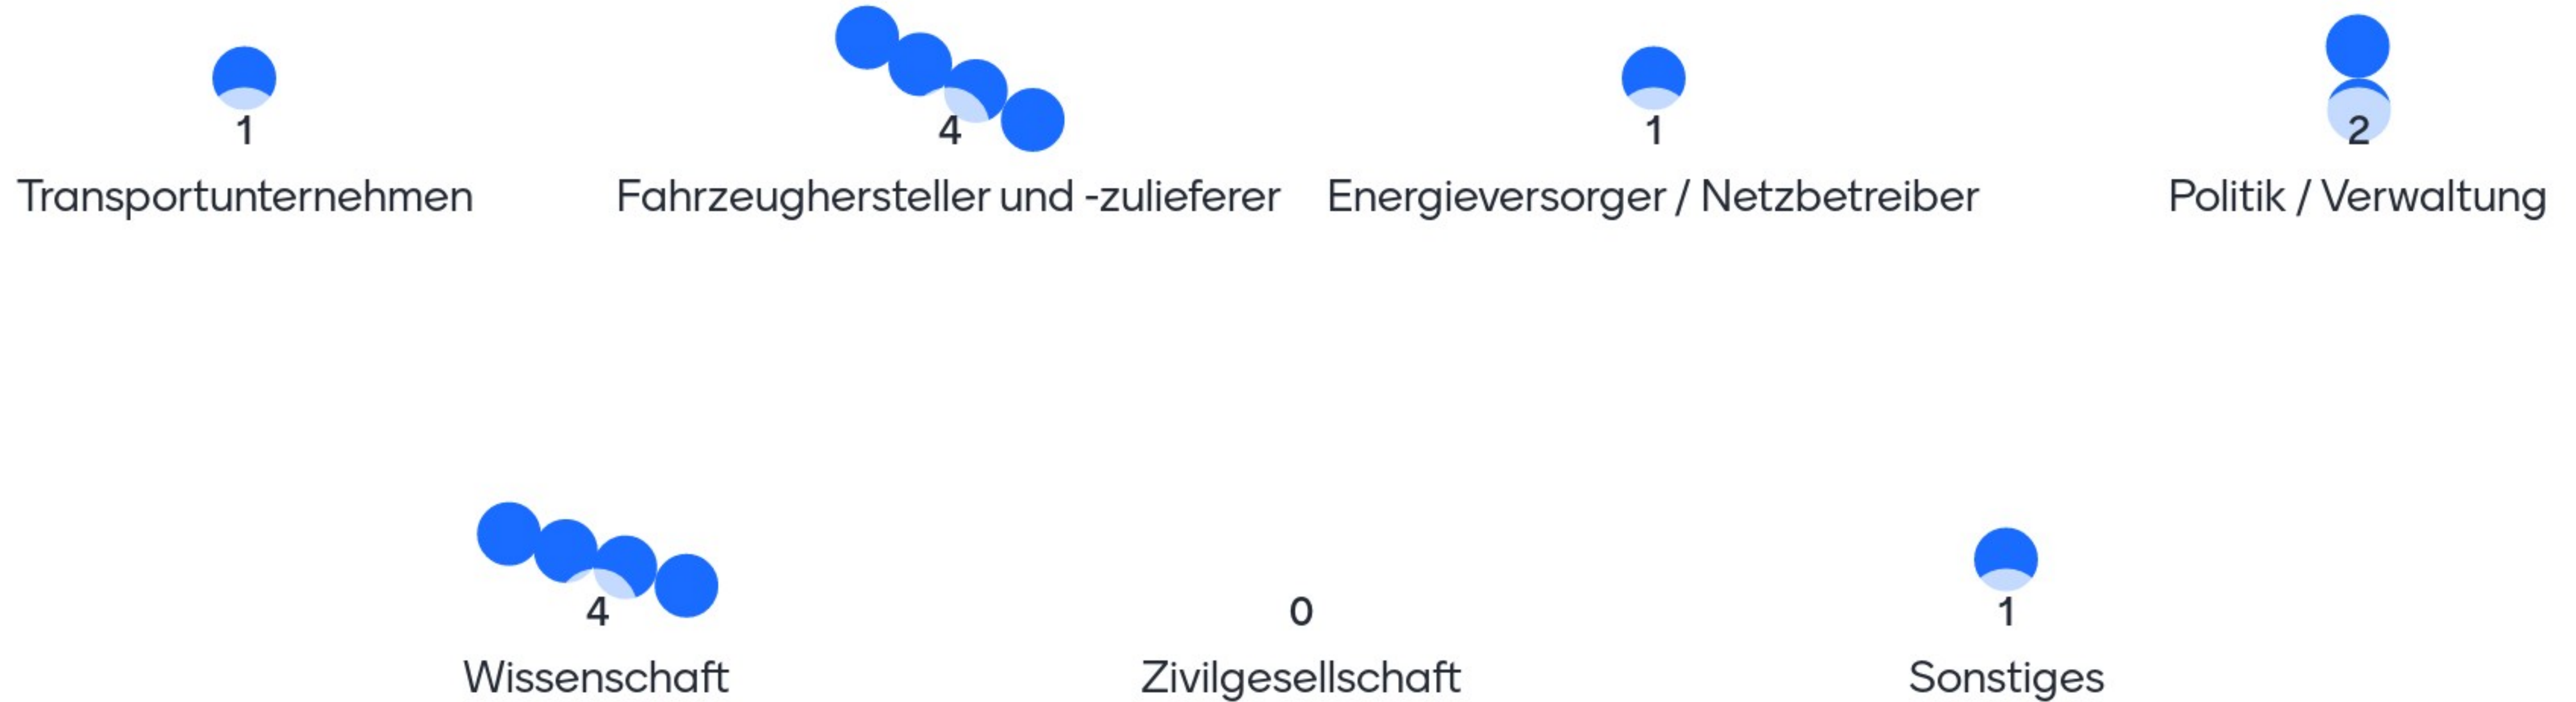 1 4 1 2
Transportunternehmen Fahrzeughersteller und -zulieferer Energieversorger / Netzbetreiber Politik / Verwaltung
4 0 1
Wissenschaft Zivilgesellschaft Sonstiges